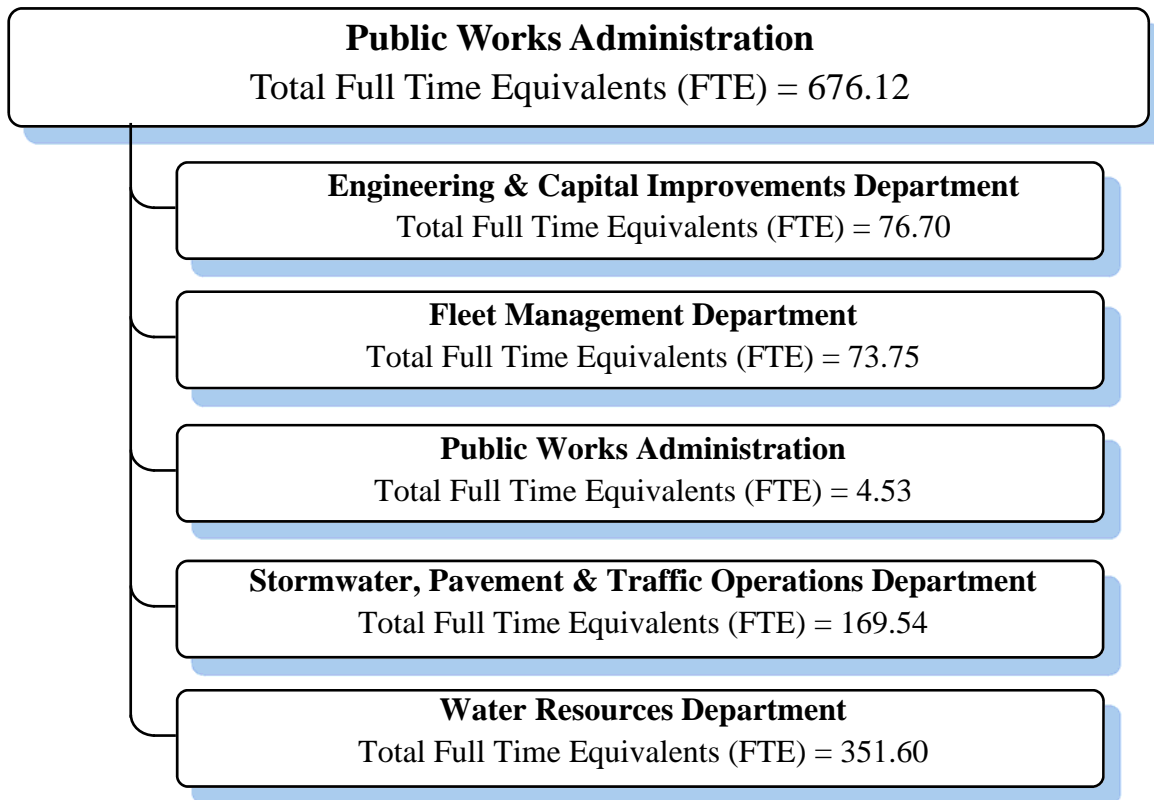 Public Works Administration
Total Full Time Equivalents (FTE) = 676.12
Engineering & Capital Improvements Department
Total Full Time Equivalents (FTE) = 76.70
Fleet Management Department
Total Full Time Equivalents (FTE) = 73.75
Public Works Administration
Total Full Time Equivalents (FTE) = 4.53
Stormwater, Pavement & Traffic Operations Department
Total Full Time Equivalents (FTE) = 169.54
Water Resources Department
Total Full Time Equivalents (FTE) = 351.60